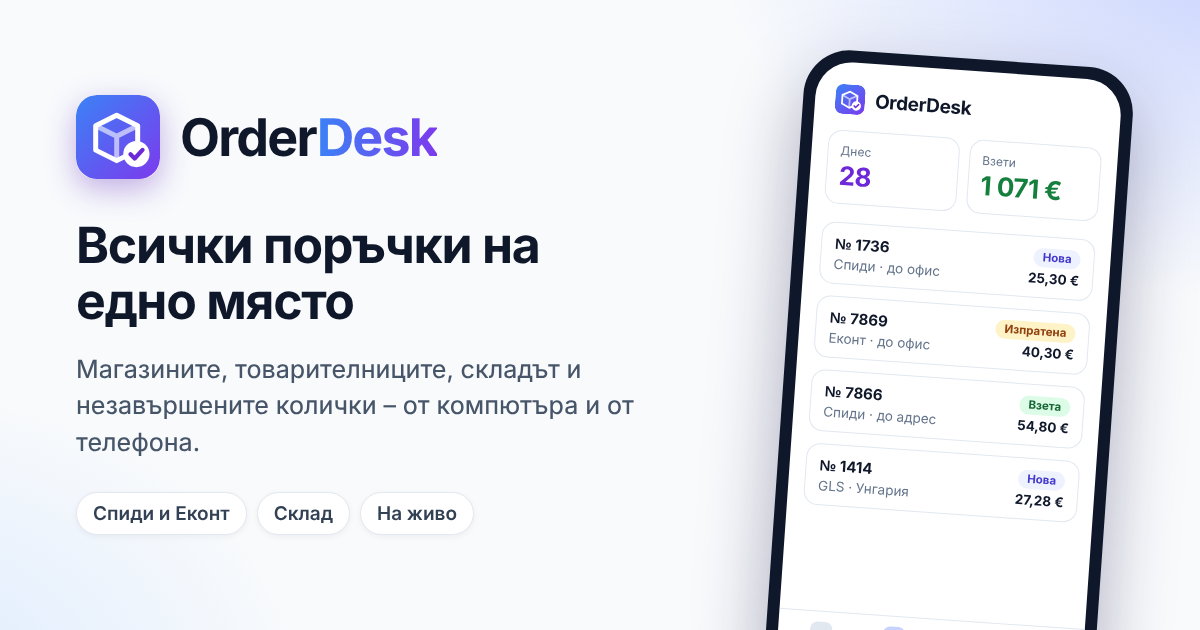 OrderDesk
Всички поръчки на
едно място
Магазините, товарителниците, складът и
незавършените колички – от компютъра и от
телефона.
Спиди и Еконт
Склад
На живо
OrderDesk
Днес
28
Взети
1 071 €
№ 1736
Нова
Спиди · до офис
25,30 €
№ 7869
Изпратена
Еконт · до офис
40,30 €
№ 7866
Взета
Спиди · до адрес
54,80 €
№ 1414
Нова
GLS · Унгария
27,28 €